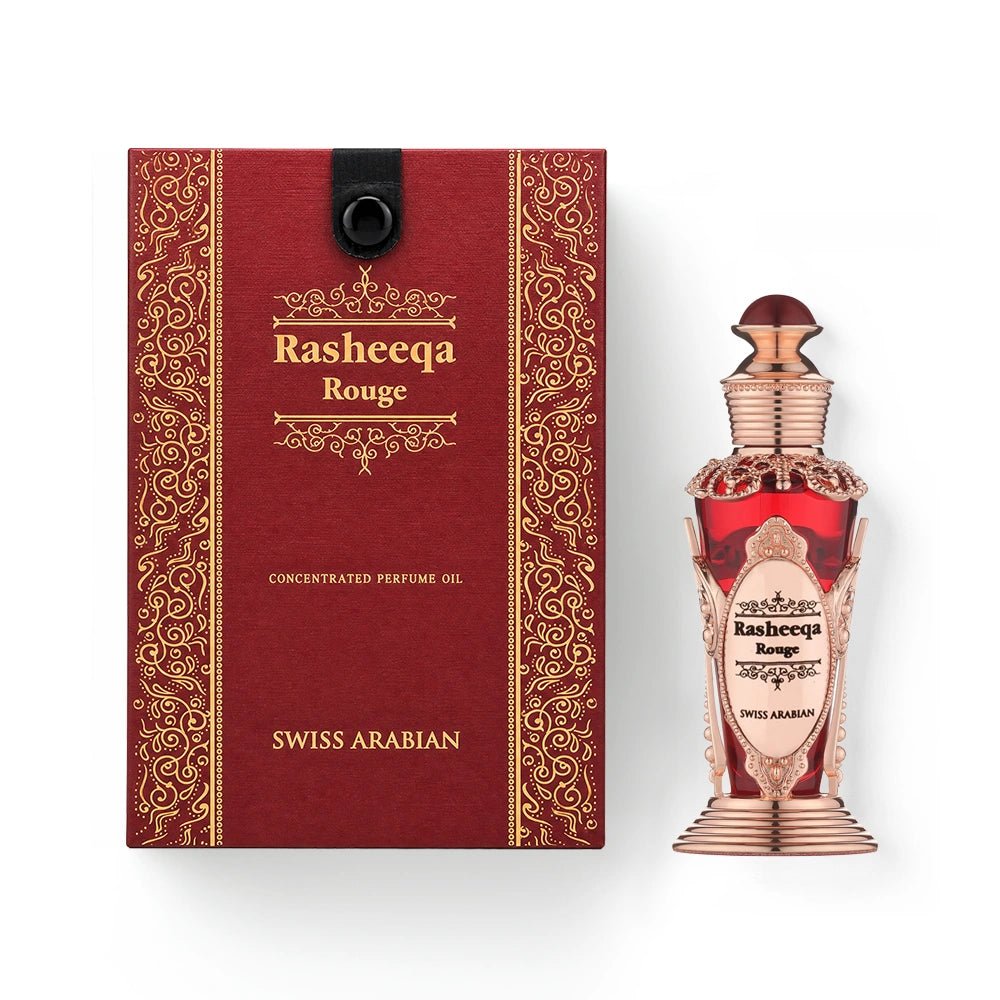 Rasheeqa
Rouge
CONCENTRATED PERFUME OIL
SWISS ARABIAN
Rasheeqa
Rouge
SWISS ARABIAN